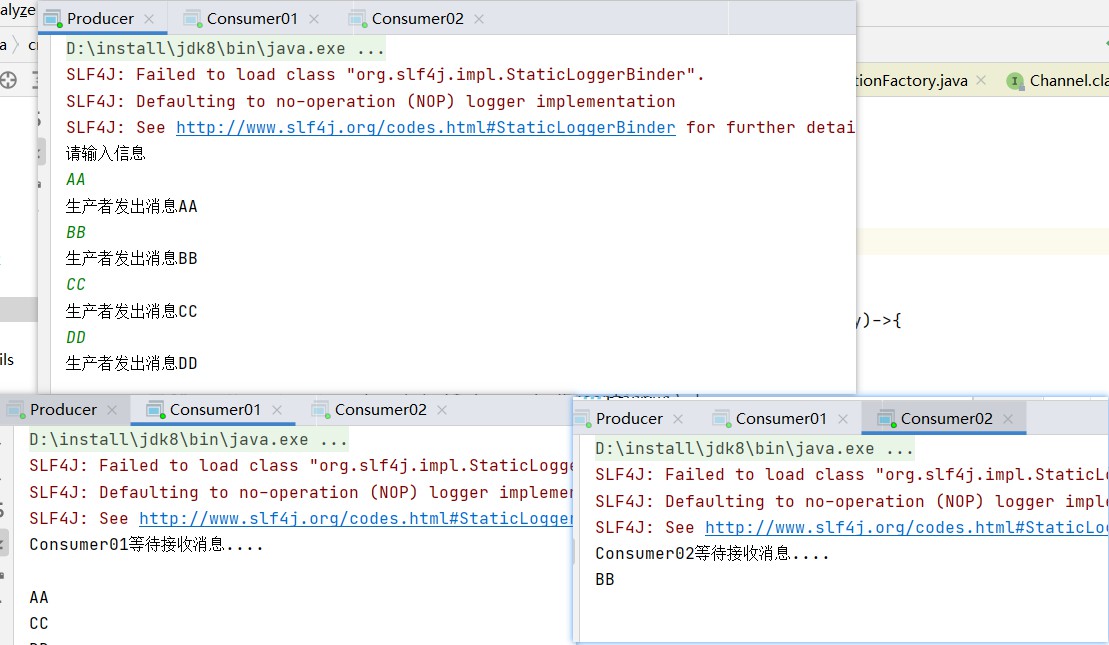 alyze
Producer Consumer01 Consumer02
D:\install\jdk8\bin\java.exe ...
SLF4J: Failed to load class "org.slf4j.impl.StaticLoggerBinder".
SLF4J: Defaulting to no-operation (NOP) logger implementation
SLF4J: See http://www.slf4j.org/codes.html#StaticLoggerBinder for further detai
请输入信息
AA
生产者发出消息AA
BB
生产者发出消息BB
CC
生产者发出消息CC
DD
生产者发出消息DD
tionFactory.java Channel.cla
y)->{
ils
Producer Consumer01 Consumer02
D:\install\jdk8\bin\java.exe ...
SLF4J: Failed to load class "org.slf4j.impl.StaticLogge
SLF4J: Defaulting to no-operation (NOP) logger implemen
SLF4J: See http://www.slf4j.org/codes.html#StaticLogger
Consumer01等待接收消息....
AA
CC
Producer Consumer01 Consumer02
D:\install\jdk8\bin\java.exe ...
SLF4J: Failed to load class "org.slf4j.impl.StaticL
SLF4J: Defaulting to no-operation (NOP) logger impl
SLF4J: See http://www.slf4j.org/codes.html#StaticLo
Consumer02等待接收消息....
BB